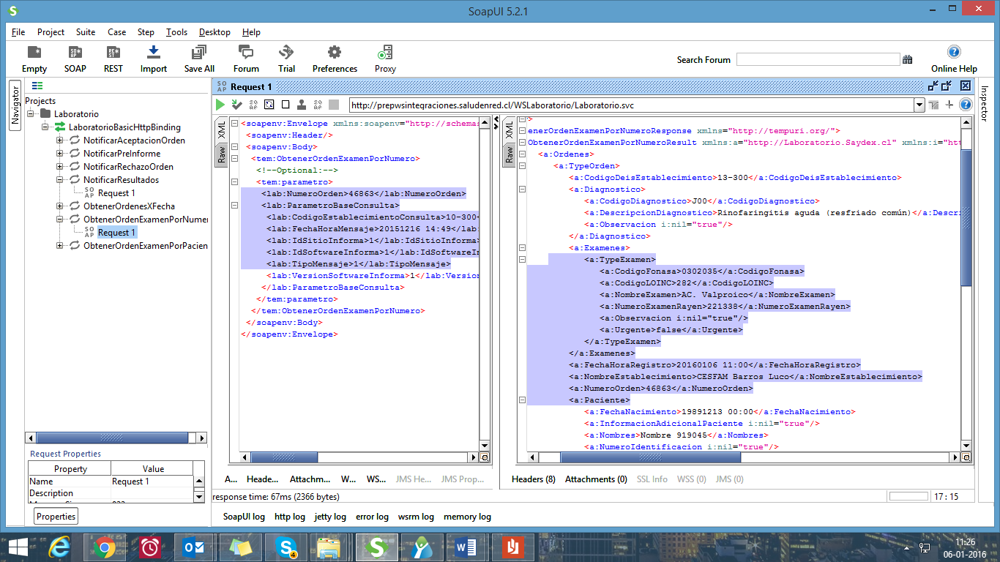 SoapUI 5.2.1
File Project Suite Case Step Tools Desktop Help
Empty SOAP REST Import Save All Forum Trial Preferences Proxy
Search Forum
Online Help
Navigator
Projects
Laboratorio
LaboratorioBasicHttpBinding
NotificarAceptacionOrden
NotificarPreInforme
NotificarRechazoOrden
NotificarResultados
Request 1
ObtenerOrdenesXFecha
ObtenerOrdenExamenPorNumer
Request 1
ObtenerOrdenExamenPorPacien
Request Properties
Property Value
Name Request 1
Description
Properties
Request 1
http://prepwsintegraciones.saludenred.cl/WSLaboratorio/Laboratorio.svc
XML
Raw
<soapenv:Envelope xmlns:soapenv="http://schemas
<soapenv:Header/>
<soapenv:Body>
<tem:ObtenerOrdenExamenPorNumero>
<!--Optional:-->
<tem:parametro>
<lab:NumeroOrden>46863</lab:NumeroOrden>
<lab:ParametroBaseConsulta>
<lab:CodigoEstablecimientoConsulta>10-300<
<lab:FechaHoraMensaje>20151216 14:49</lab:
<lab:IdSitioInforma>1</lab:IdSitioInforma>
<lab:IdSoftwareInforma>1</lab:IdSoftwareIn
<lab:TipoMensaje>1</lab:TipoMensaje>
<lab:VersionSoftwareInforma>1</lab:Version
</lab:ParametroBaseConsulta>
</tem:parametro>
</tem:ObtenerOrdenExamenPorNumero>
</soapenv:Body>
</soapenv:Envelope>
XML
Raw
>
enerOrdenExamenPorNumeroResponse xmlns="http://tempuri.org/">
ObtenerOrdenExamenPorNumeroResult xmlns:a="http://Laboratorio.Saydex.cl" xmlns:i="htt
<a:Ordenes>
<a:TypeOrden>
<a:CodigoDeisEstablecimiento>13-300</a:CodigoDeisEstablecimiento>
<a:Diagnostico>
<a:CodigoDiagnostico>J00</a:CodigoDiagnostico>
<a:DescripcionDiagnostico>Rinofaringitis aguda (resfriado común)</a:Descri
<a:Observacion i:nil="true"/>
</a:Diagnostico>
<a:Examenes>
<a:TypeExamen>
<a:CodigoFonasa>0302035</a:CodigoFonasa>
<a:CodigoLOINC>282</a:CodigoLOINC>
<a:NombreExamen>AC. Valproico</a:NombreExamen>
<a:NumeroExamenRayen>221338</a:NumeroExamenRayen>
<a:Observacion i:nil="true"/>
<a:Urgente>false</a:Urgente>
</a:TypeExamen>
</a:Examenes>
<a:FechaHoraRegistro>20160106 11:00</a:FechaHoraRegistro>
<a:NombreEstablecimiento>CESFAM Barros Luco</a:NombreEstablecimiento>
<a:NumeroOrden>46863</a:NumeroOrden>
<a:Paciente>
<a:FechaNacimiento>19891213 00:00</a:FechaNacimiento>
<a:InformacionAdicionalPaciente i:nil="true"/>
<a:Nombres>Nombre 919045</a:Nombres>
<a:NumeroIdentificacion i:nil="true"/>
A... Heade... Attachm... W... WS... JMS He... JMS Prop...
Headers (8) Attachments (0) SSL Info WSS (0) JMS (0)
response time: 67ms (2366 bytes)
17 : 15
SoapUI log http log jetty log error log wsrm log memory log
Inspector
11:26
06-01-2016